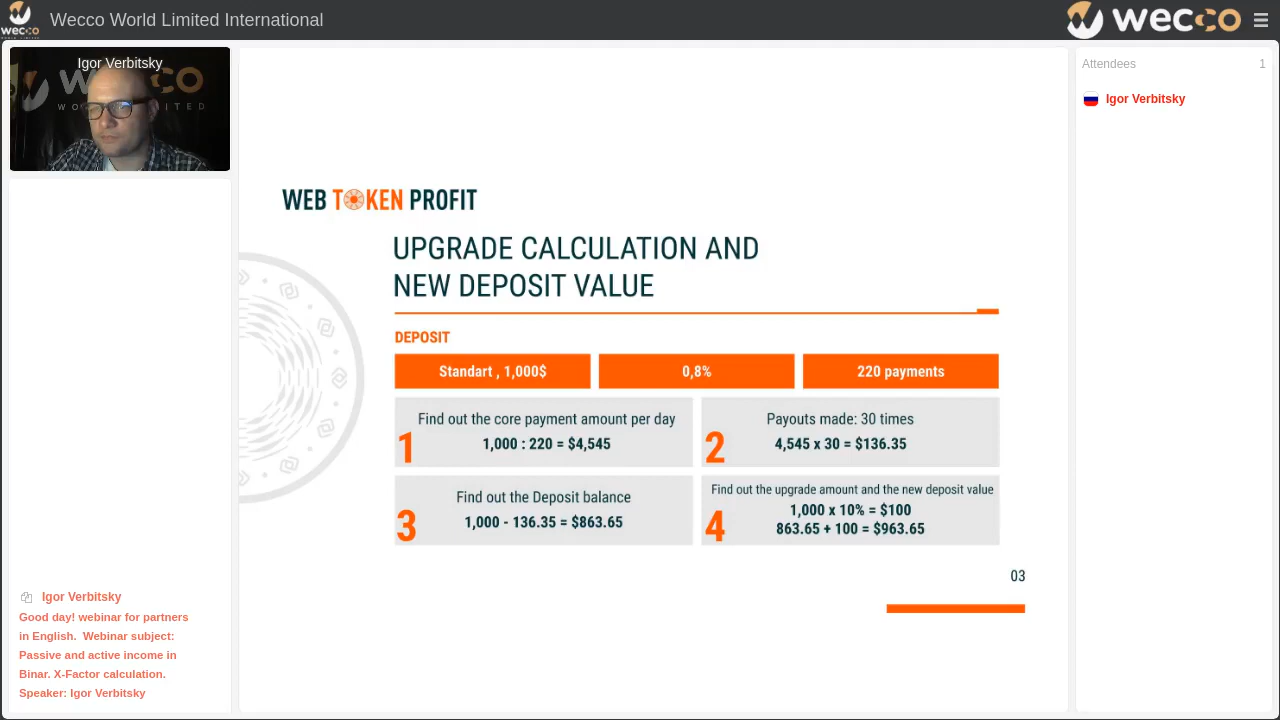 wecco
Wecco World Limited International
wecco
Igor Verbitsky
Attendees 1
Igor Verbitsky
WEB TOKEN PROFIT
UPGRADE CALCULATION AND
NEW DEPOSIT VALUE
DEPOSIT
Standart , 1,000$ 0,8% 220 payments
1 Find out the core payment amount per day
1,000 : 220 = $4,545
2 Payouts made: 30 times
4,545 x 30 = $136.35
3 Find out the Deposit balance
1,000 - 136.35 = $863.65
4 Find out the upgrade amount and the new deposit value
1,000 x 10% = $100
863.65 + 100 = $963.65
03
Igor Verbitsky
Good day! webinar for partners
in English.  Webinar subject:
Passive and active income in
Binar. X-Factor calculation.
Speaker: Igor Verbitsky